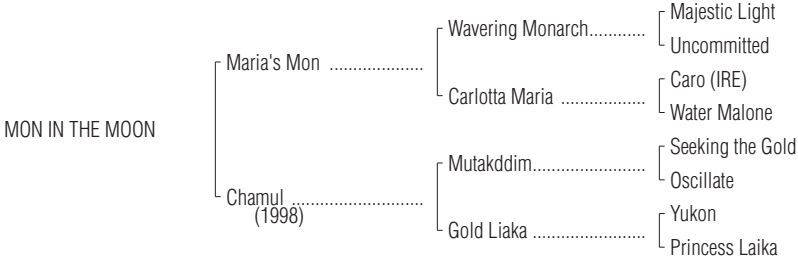 Majestic Light
Wavering Monarch............
Uncommitted
Maria's Mon ....................
Caro (IRE)
Carlotta Maria ..................
Water Malone
MON IN THE MOON
Seeking the Gold
Mutakddim........................
Oscillate
Chamul ............................
(1998)
Yukon
Gold Liaka ........................
Princess Laika